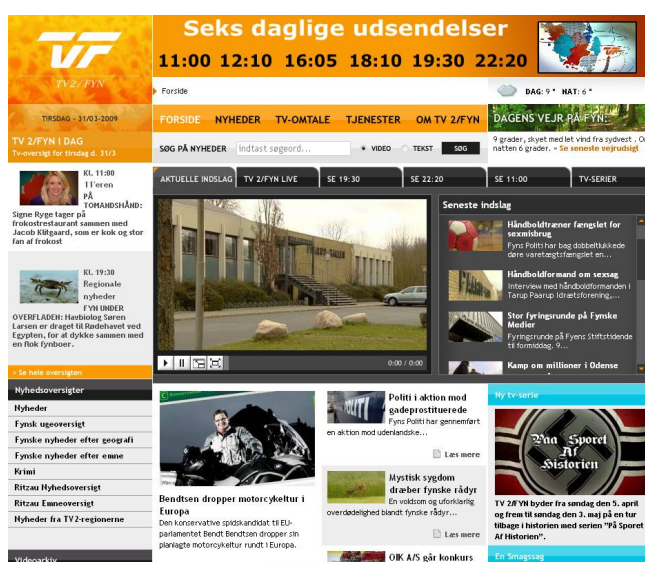 Seks daglige udsendelser
11:00 12:10 16:05 18:10 19:30 22:20
TV2/FYN
Forside
DAG: 9° NAT: 6°
TIRSDAG - 31/03-2009
FORSIDE NYHEDER TV-OMTALE TJENESTER OM TV 2/FYN
DAGENS VEJR PÅ FYN:
TV 2/FYN I DAG
Tv-oversigt for tirsdag d. 31/3
SØG PÅ NYHEDER indtast søgeord... VIDEO TEKST SØG
9 grader, skyet med let vind fra sydvest . Om
natten 6 grader. » Se seneste vejrudsigt
KL. 11:00
11'eren
PÅ
TOMANDSHÅND:
Signe Ryge tager på
frokostrestaurant sammen med
Jacob Klitgaard, som er kok og stor
fan af frokost
AKTUELLE INDSLAG TV 2/FYN LIVE SE 19:30 SE 22:20 SE 11:00 TV-SERIER
Seneste indslag
Håndboldtræner fængslet for
sexmisbrug
Fyns Politi har bag dobbeltlukkede
døre varetægtsfængslet en...
Håndboldformand om sexsag
Interview med håndboldformanden i
Tarup Paarup Idrætsforening,...
Stor fyringsrunde på Fynske
Medier
Fyringsrunde på Fyens Stiftstidende
til formiddag. 9...
Kamp om millioner i Odense
0:00 / 0:00
KL. 19:30
Regionale
nyheder
FYN UNDER
OVERFLADEN: Havbiolog Søren
Larsen er draget til Rødehavet ved
Egypten, for at dykke sammen med
en flok fynboer.
» Se hele oversigten
Nyhedsoversigter
Nyheder
Fynsk ugeoversigt
Fynske nyheder efter geografi
Fynske nyheder efter emne
Krimi
Ritzau Nyhedsoversigt
Ritzau Emneoversigt
Nyheder fra TV2-regionerne
Videoarkiv
Bendtsen dropper motorcykeltur i
Europa
Den konservative spidskandidat til EU-
parlamentet Bendt Bendtsen dropper sin
planlagte motorcykeltur rundt i Europa.
POLITI
Politi i aktion mod
gadeprostituerede
Fyns Politi har gennemført
en aktion mod udenlandske...
Læs mere
Mystisk sygdom
dræber fynske rådyr
En voldsom og uforklarlig
overdødelighed blandt fynske rådyr...
Læs mere
OIK A/S går konkurs
Ny tv-serie
Paa Sporet
Af
Historien
TV 2/FYN byder fra søndag den 5. april
og frem til søndag den 3. maj på en tur
tilbage i historien med serien "På Sporet
Af Historien".
En Smagssag